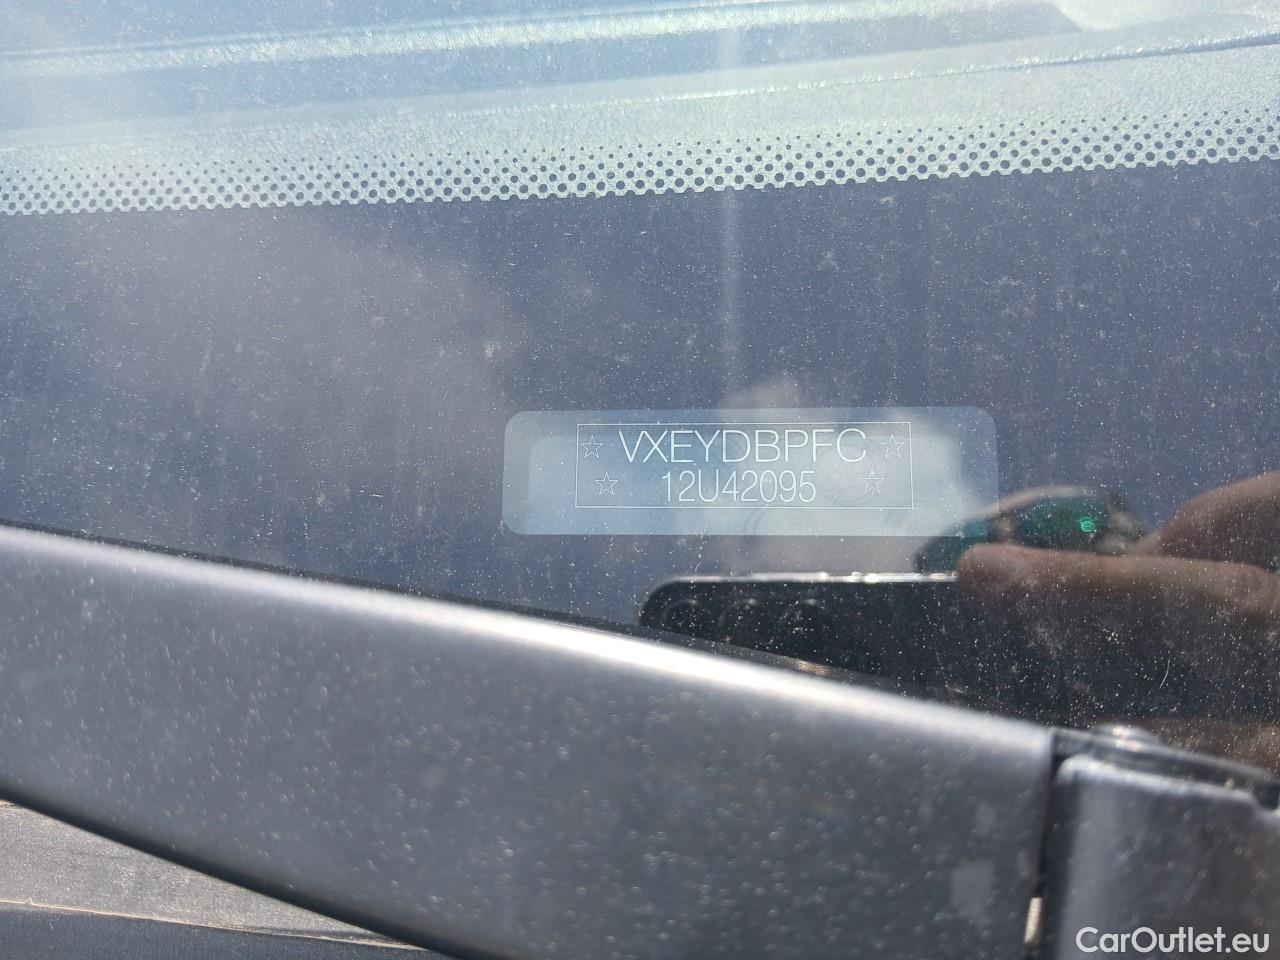 ☆ VXEYDBPFC ☆
☆ 12U42095 ☆
CarOutlet.eu